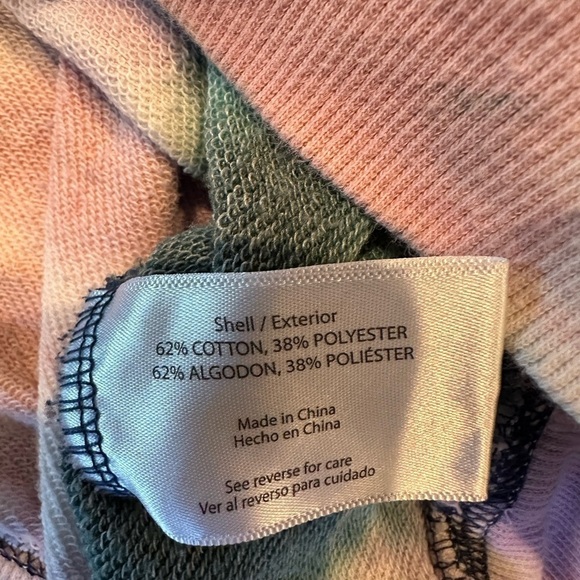 Shell / Exterior
62% COTTON, 38% POLYESTER
62% ALGODON, 38% POLIÉSTER
Made in China
Hecho en China
See reverse for care
Ver al reverso para cuidado